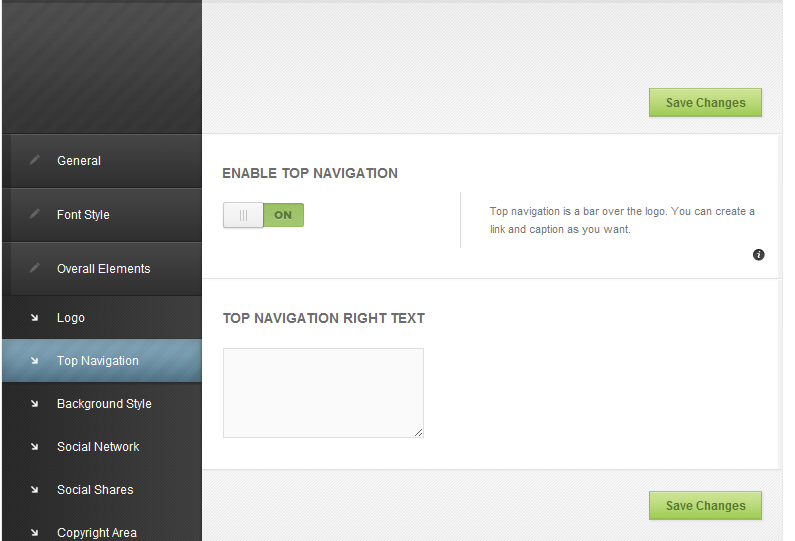 Save Changes
General
Font Style
Overall Elements
Logo
Top Navigation
Background Style
Social Network
Social Shares
Copyright Area
ENABLE TOP NAVIGATION
ON
Top navigation is a bar over the logo. You can create a
link and caption as you want.
i
TOP NAVIGATION RIGHT TEXT
Save Changes